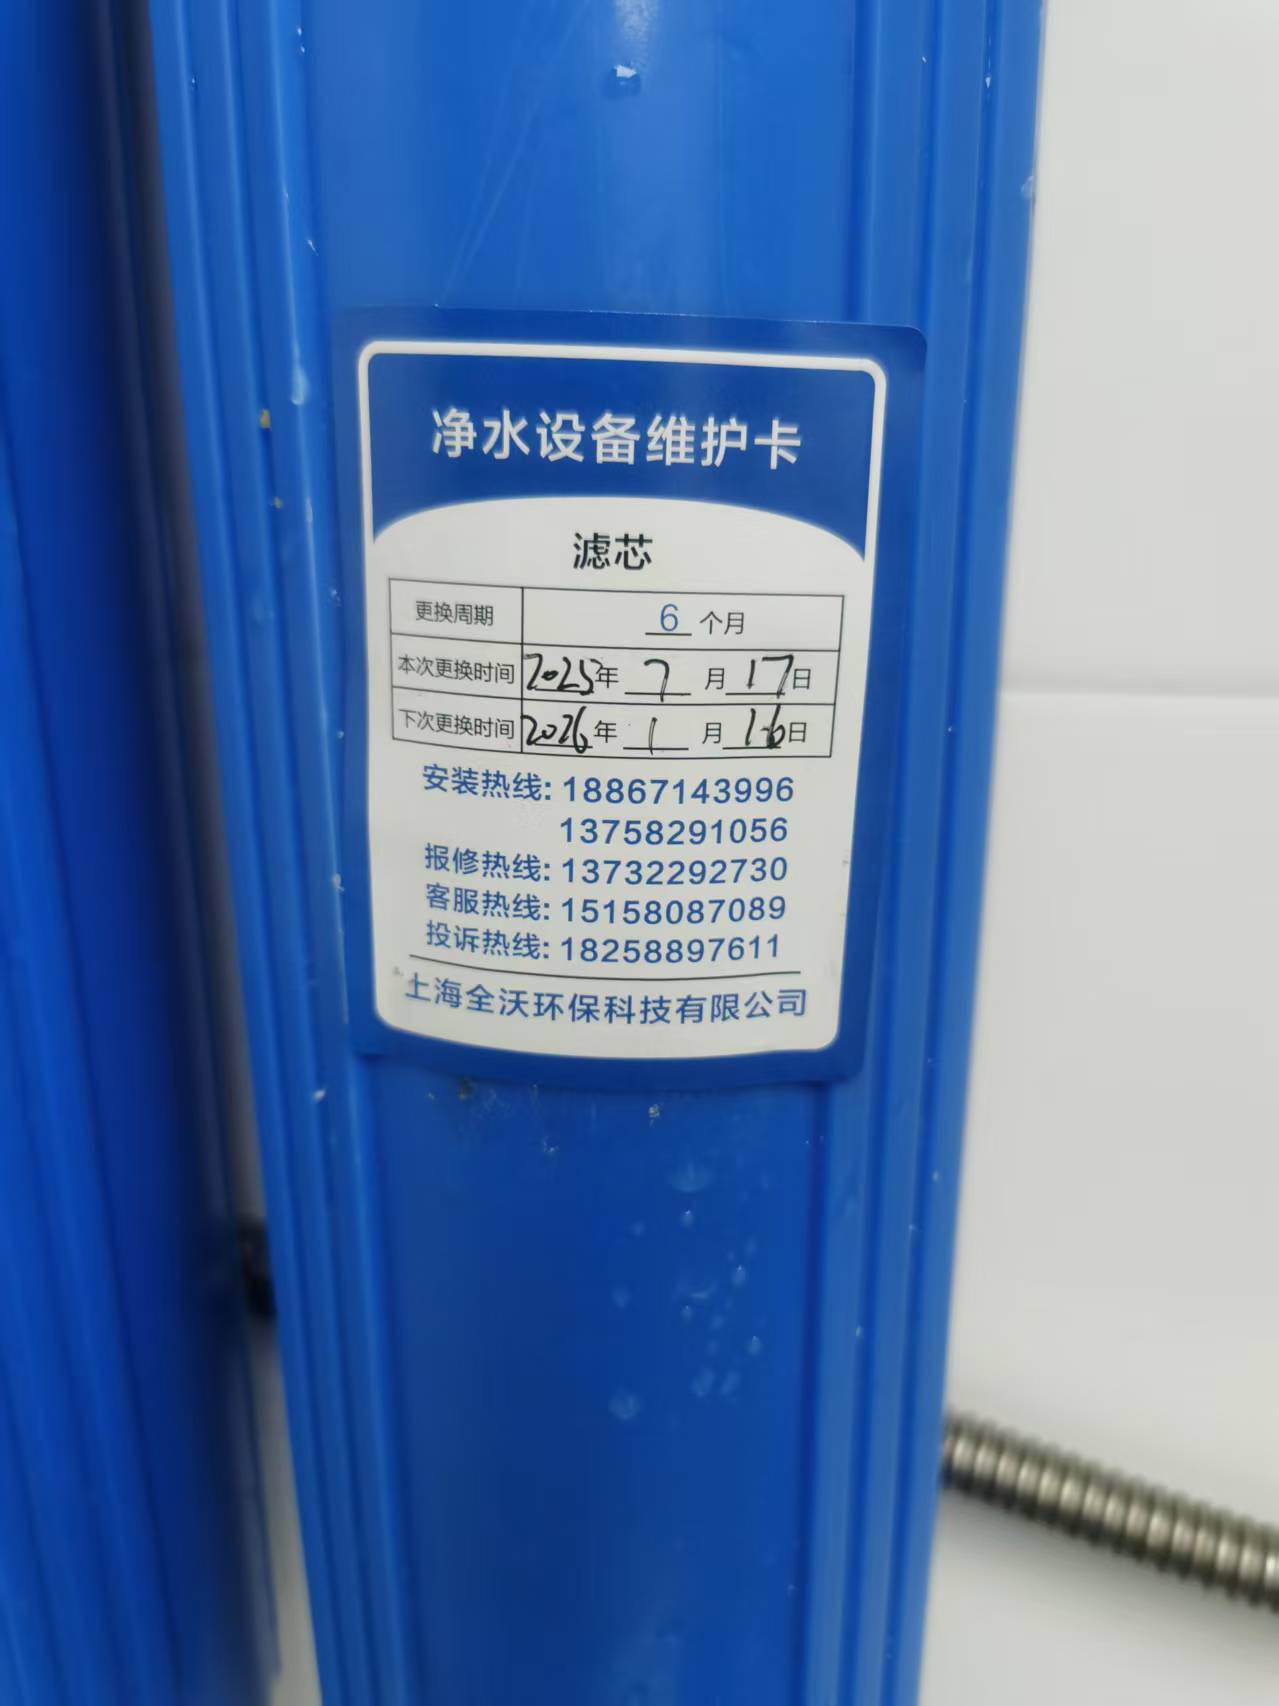 净水设备维护卡
滤芯
更换周期 6 个月
本次更换时间 2025年 7 月 17日
下次更换时间 2026年 1 月 16日
安装热线: 18867143996
13758291056
报修热线: 13732292730
客服热线: 15158087089
投诉热线: 18258897611
上海全沃环保科技有限公司